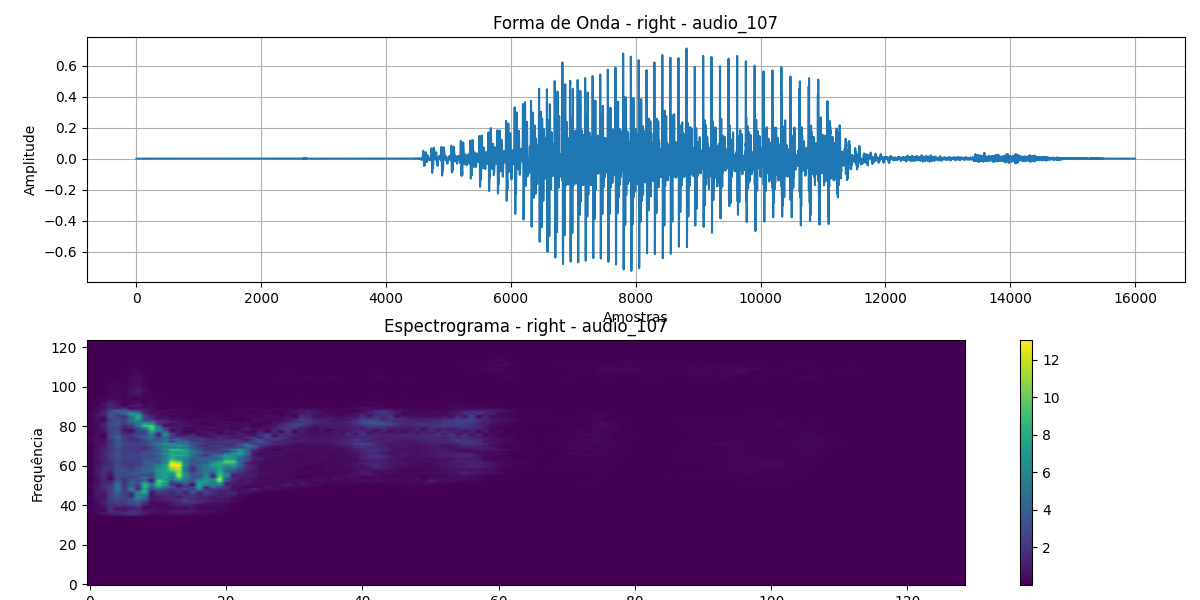 Forma de Onda - right - audio_107
0.6
0.4
0.2
0.0
−0.2
−0.4
−0.6
Amplitude
0 2000 4000 6000 8000 10000 12000 14000 16000
Amostras
Espectrograma - right - audio_107
120
100
80
60
40
20
0
Frequência
0 20 40 60 80 100 120
12
10
8
6
4
2